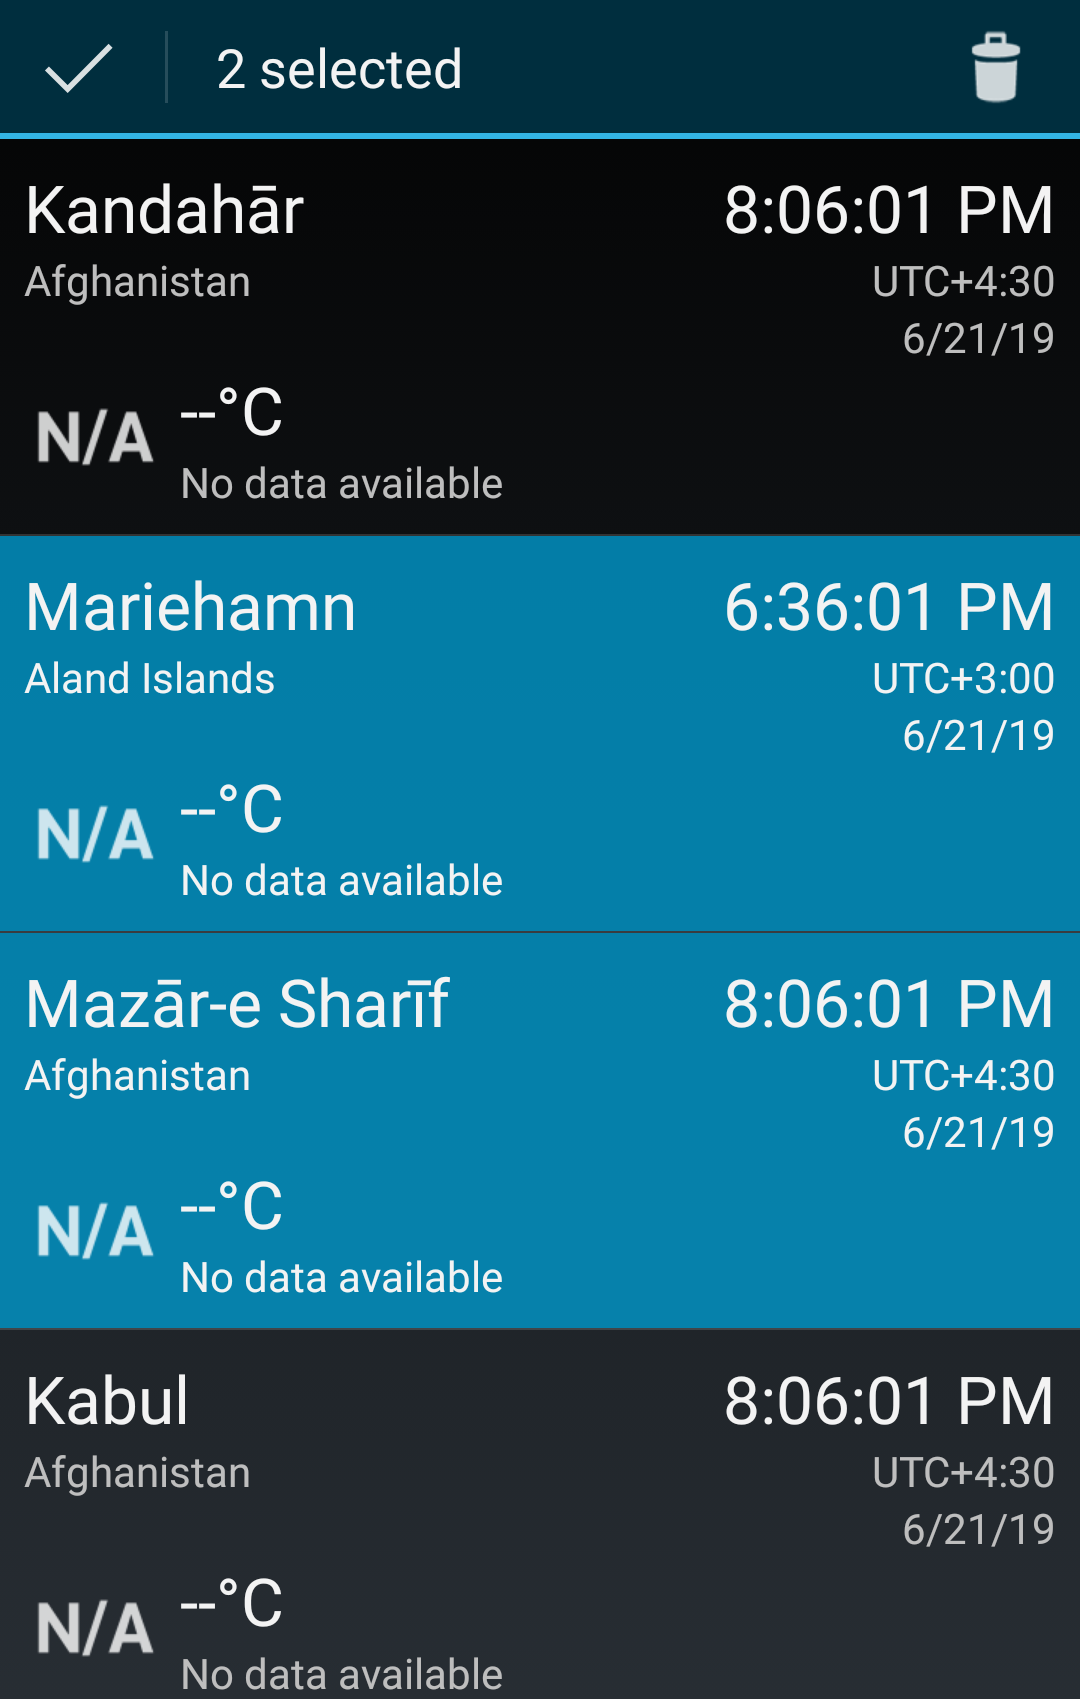 2 selected
Kandahār 8:06:01 PM
Afghanistan UTC+4:30
6/21/19
N/A --°C
No data available
Mariehamn 6:36:01 PM
Aland Islands UTC+3:00
6/21/19
N/A --°C
No data available
Mazār-e Sharīf 8:06:01 PM
Afghanistan UTC+4:30
6/21/19
N/A --°C
No data available
Kabul 8:06:01 PM
Afghanistan UTC+4:30
6/21/19
N/A --°C
No data available